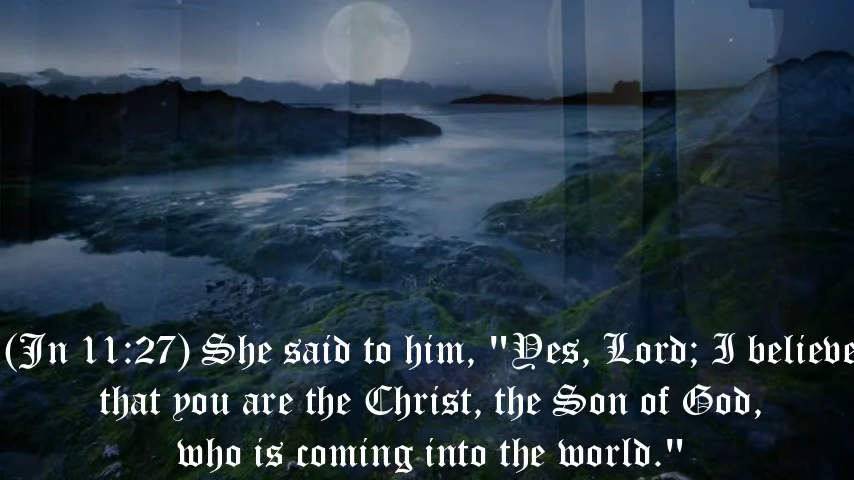 (Jn 11:27) She said to him, "Yes, Lord; I believe
that you are the Christ, the Son of God,
who is coming into the world."